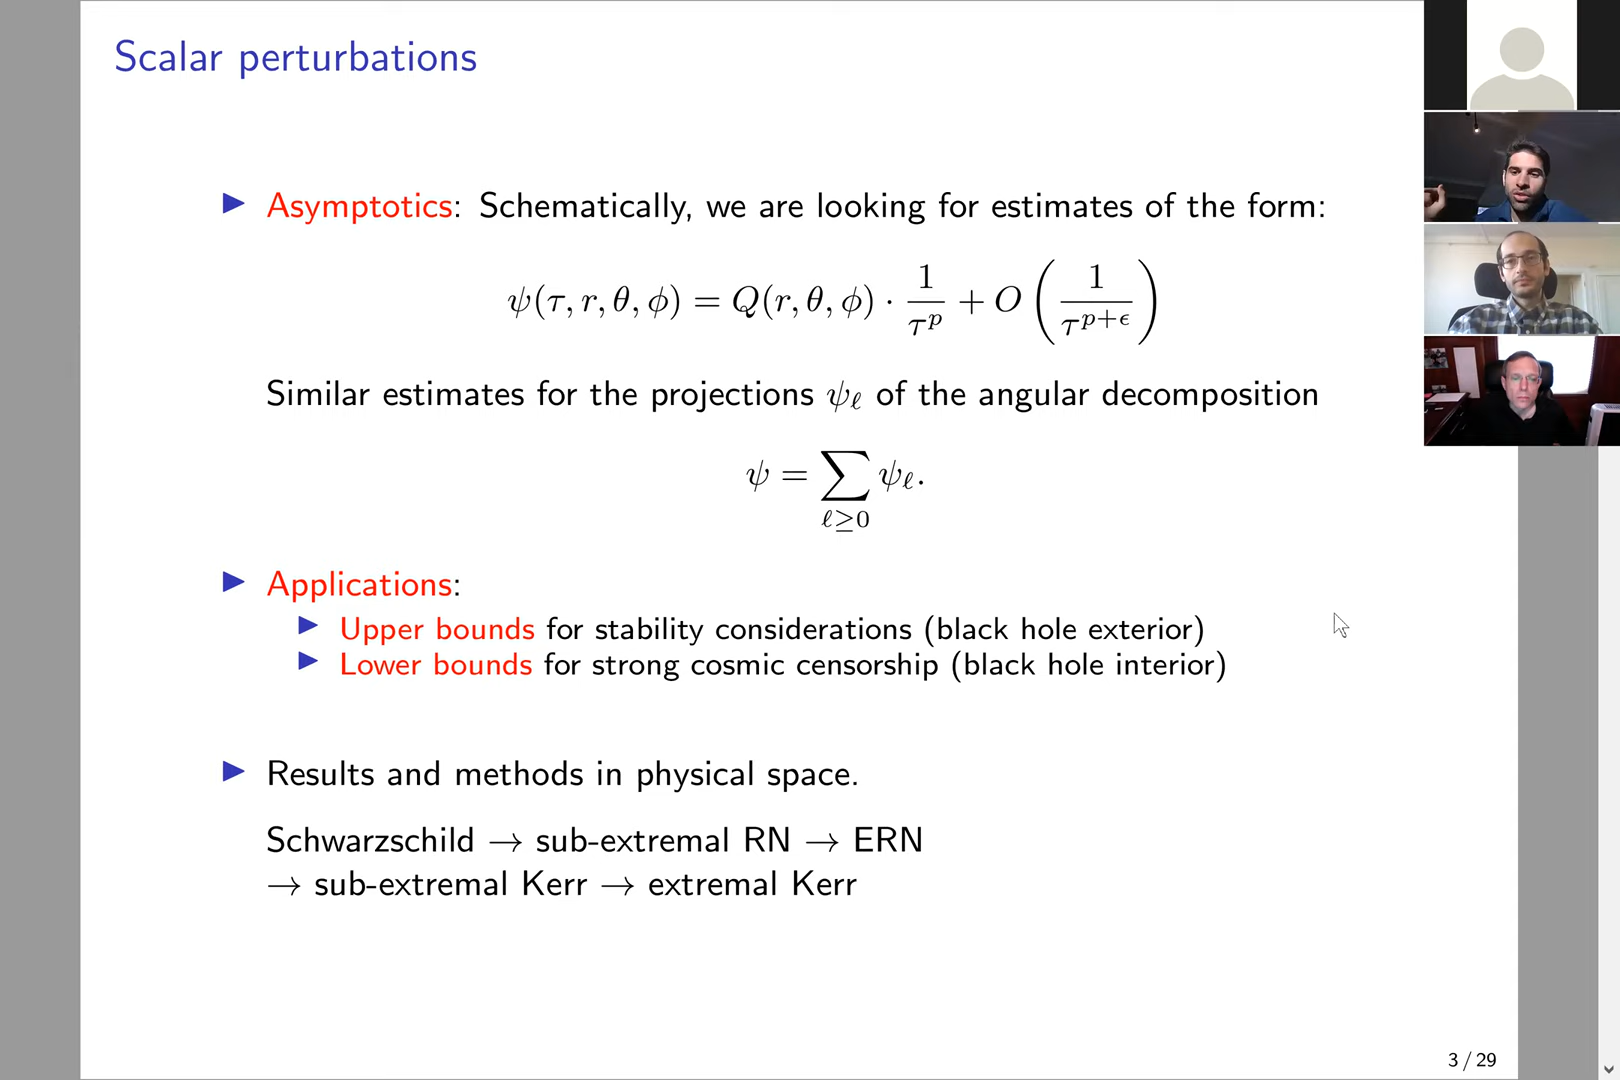 Scalar perturbations
▶ Asymptotics: Schematically, we are looking for estimates of the form:
ψ(τ, r, θ, ϕ) = Q(r, θ, ϕ) · 1/τ^p + O(1/τ^{p+ϵ})
Similar estimates for the projections ψ_ℓ of the angular decomposition
ψ = ∑_{ℓ≥0} ψ_ℓ.
▶ Applications:
▶ Upper bounds for stability considerations (black hole exterior)
▶ Lower bounds for strong cosmic censorship (black hole interior)
▶ Results and methods in physical space.
Schwarzschild → sub-extremal RN → ERN
→ sub-extremal Kerr → extremal Kerr
3 / 29